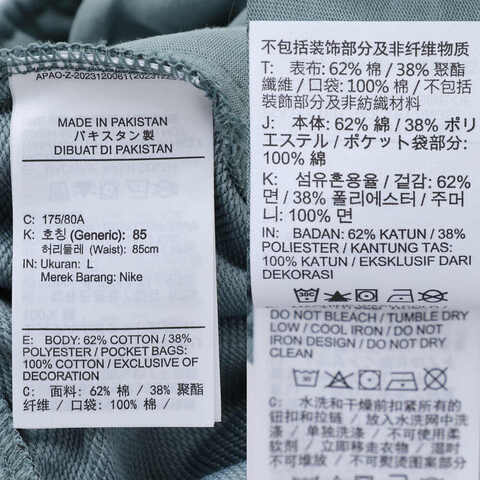 APAO-Z-2023120061(2023122
MADE IN PAKISTAN
パキスタン製
DIBUAT DI PAKISTAN
C: 175/80A
K: 호칭 (Generic): 85
허리둘레 (Waist): 85cm
IN: Ukuran: L
Merek Barang: Nike
E: BODY: 62% COTTON / 38%
POLYESTER / POCKET BAGS:
100% COTTON / EXCLUSIVE OF
DECORATION
C: 面料: 62% 棉 / 38% 聚酯
纤维 / 口袋: 100% 棉 /
不包括装饰部分及非纤维物质
T: 表布: 62% 棉 / 38% 聚酯
纖維 / 口袋: 100% 棉 / 不包括
裝飾部分及非紡織材料
J: 本体: 62% 綿 / 38% ポリ
エステル / ポケット袋部分:
100% 綿
K: 섬유혼용율 / 겉감: 62%
면 / 38% 폴리에스터 / 주머
니: 100% 면
IN: BADAN: 62% KATUN / 38%
POLIESTER / KANTUNG TAS:
100% KATUN / EKSKLUSIF DARI
DEKORASI
DO NOT BLEACH / TUMBLE DRY
LOW / COOL IRON / DO NOT
IRON DESIGN / DO NOT DRY
CLEAN
C: 水洗和干燥前扣紧所有的
钮扣和拉链 / 放入水洗网中洗
涤 / 单独洗涤 / 不可使用柔
软剂 / 立即移走衣物 / 湿时
不可绞拧 / 不可熨烫图案部分